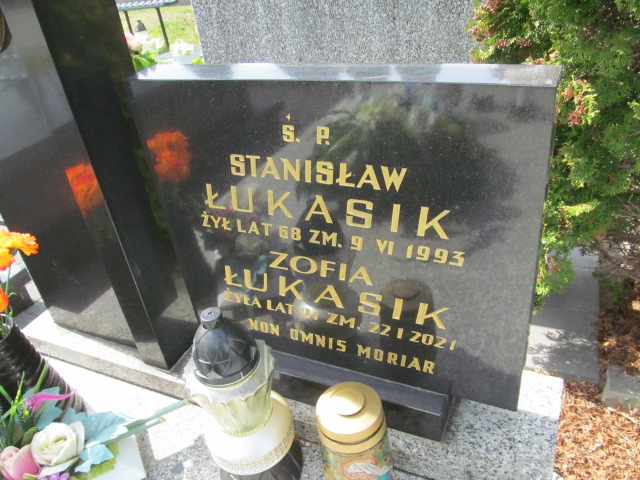 Ś. P.
STANISŁAW
ŁUKASIK
ŻYŁ LAT 68 ZM. 9 VI 1993
ZOFIA
ŁUKASIK
ŻYŁA LAT ZM. 22 I 2021
NON OMNIS MORIAR